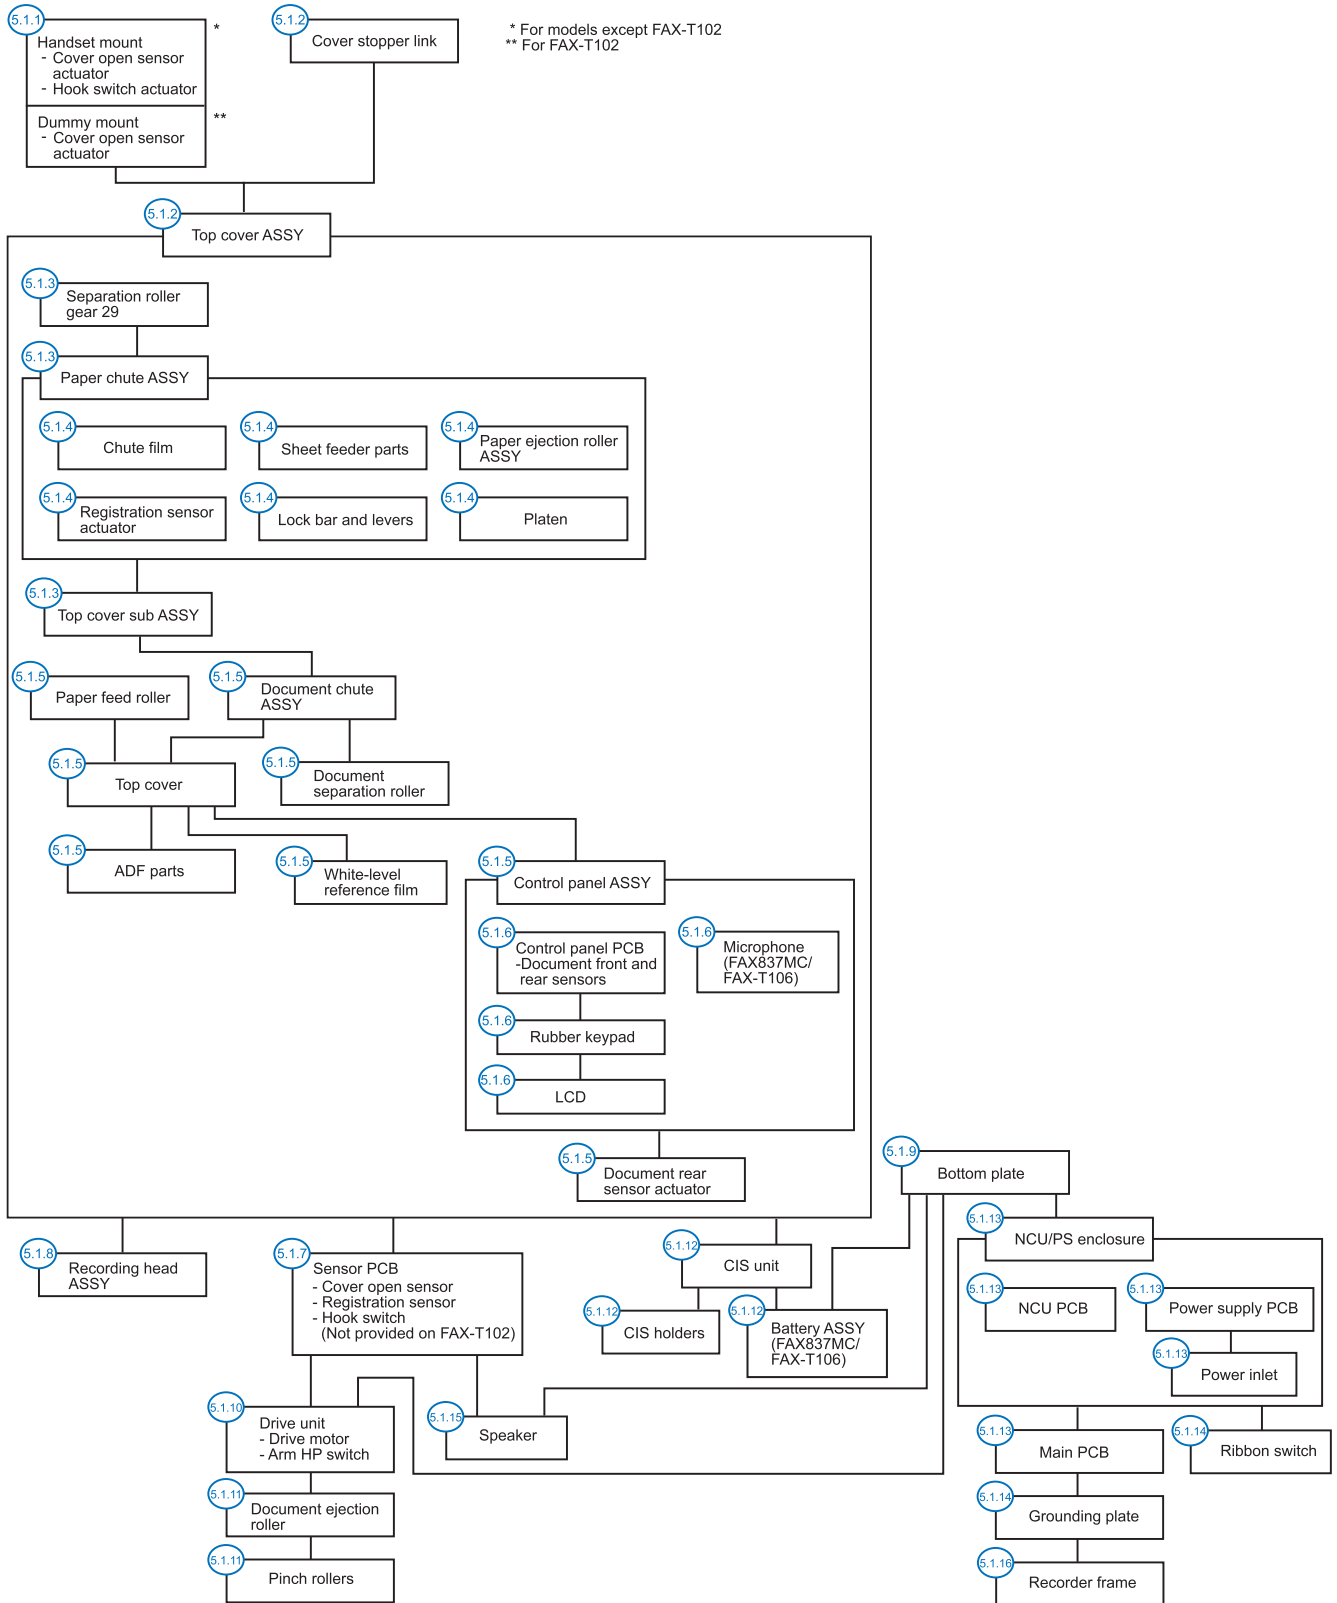 5.1.1
Handset mount
- Cover open sensor
actuator
- Hook switch actuator
*
Dummy mount
- Cover open sensor
actuator
**
5.1.2
Cover stopper link
* For models except FAX-T102
** For FAX-T102
5.1.2
Top cover ASSY
5.1.3
Separation roller
gear 29
5.1.3
Paper chute ASSY
5.1.4
Chute film
5.1.4
Sheet feeder parts
5.1.4
Paper ejection roller
ASSY
5.1.4
Registration sensor
actuator
5.1.4
Lock bar and levers
5.1.4
Platen
5.1.3
Top cover sub ASSY
5.1.5
Paper feed roller
5.1.5
Document chute
ASSY
5.1.5
Top cover
5.1.5
Document
separation roller
5.1.5
ADF parts
5.1.5
White-level
reference film
5.1.5
Control panel ASSY
5.1.6
Control panel PCB
-Document front and
rear sensors
5.1.6
Microphone
(FAX837MC/
FAX-T106)
5.1.6
Rubber keypad
5.1.6
LCD
5.1.5
Document rear
sensor actuator
5.1.9
Bottom plate
5.1.8
Recording head
ASSY
5.1.7
Sensor PCB
- Cover open sensor
- Registration sensor
- Hook switch
(Not provided on FAX-T102)
5.1.12
CIS unit
5.1.12
CIS holders
5.1.12
Battery ASSY
(FAX837MC/
FAX-T106)
5.1.13
NCU/PS enclosure
5.1.13
NCU PCB
5.1.13
Power supply PCB
5.1.13
Power inlet
5.1.10
Drive unit
- Drive motor
- Arm HP switch
5.1.15
Speaker
5.1.13
Main PCB
5.1.14
Ribbon switch
5.1.11
Document ejection
roller
5.1.14
Grounding plate
5.1.11
Pinch rollers
5.1.16
Recorder frame